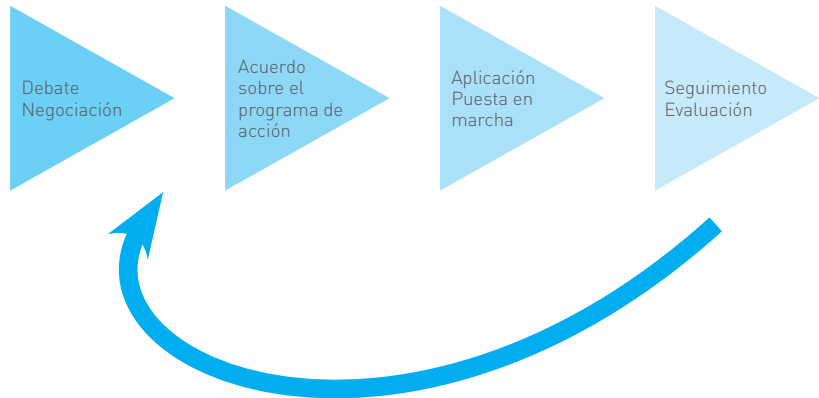 Debate
Negociación
Acuerdo
sobre el
programa de
acción
Aplicación
Puesta en
marcha
Seguimiento
Evaluación